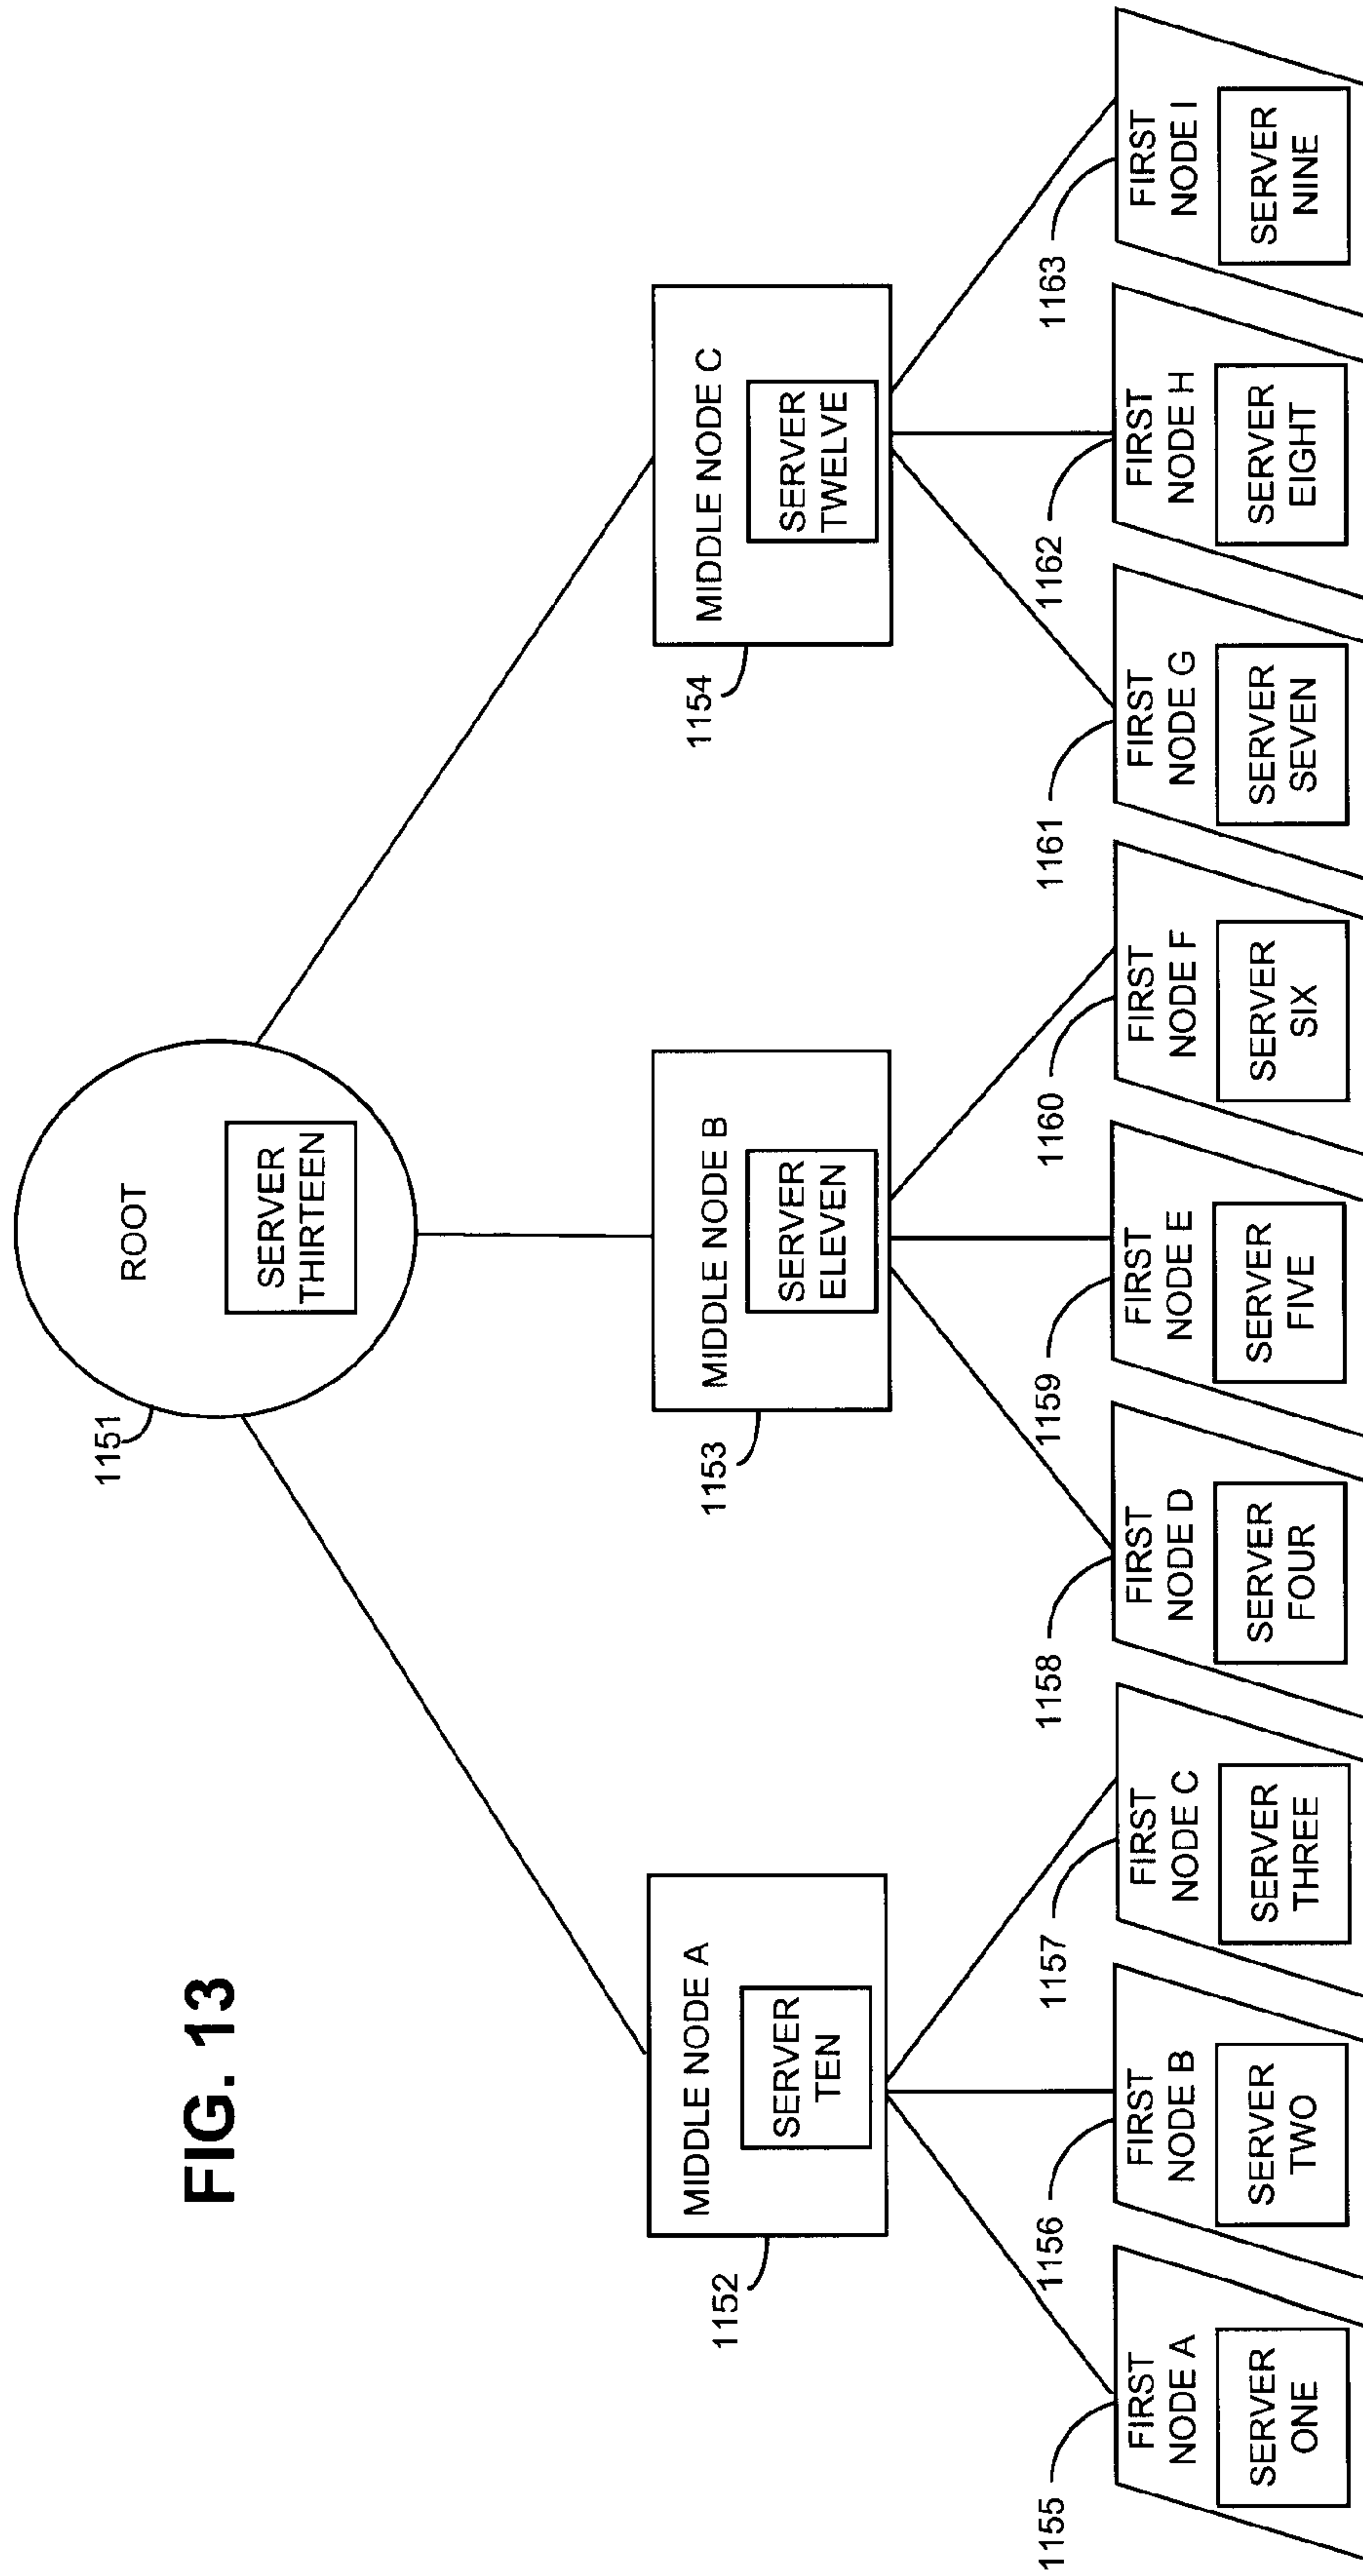 FIG. 13
1151
ROOT
SERVER
THIRTEEN
1152
MIDDLE NODE A
SERVER
TEN
1153
MIDDLE NODE B
SERVER
ELEVEN
1154
MIDDLE NODE C
SERVER
TWELVE
1155
FIRST
NODE A
SERVER
ONE
1156
FIRST
NODE B
SERVER
TWO
1157
FIRST
NODE C
SERVER
THREE
1158
FIRST
NODE D
SERVER
FOUR
1159
FIRST
NODE E
SERVER
FIVE
1160
FIRST
NODE F
SERVER
SIX
1161
FIRST
NODE G
SERVER
SEVEN
1162
FIRST
NODE H
SERVER
EIGHT
1163
FIRST
NODE I
SERVER
NINE